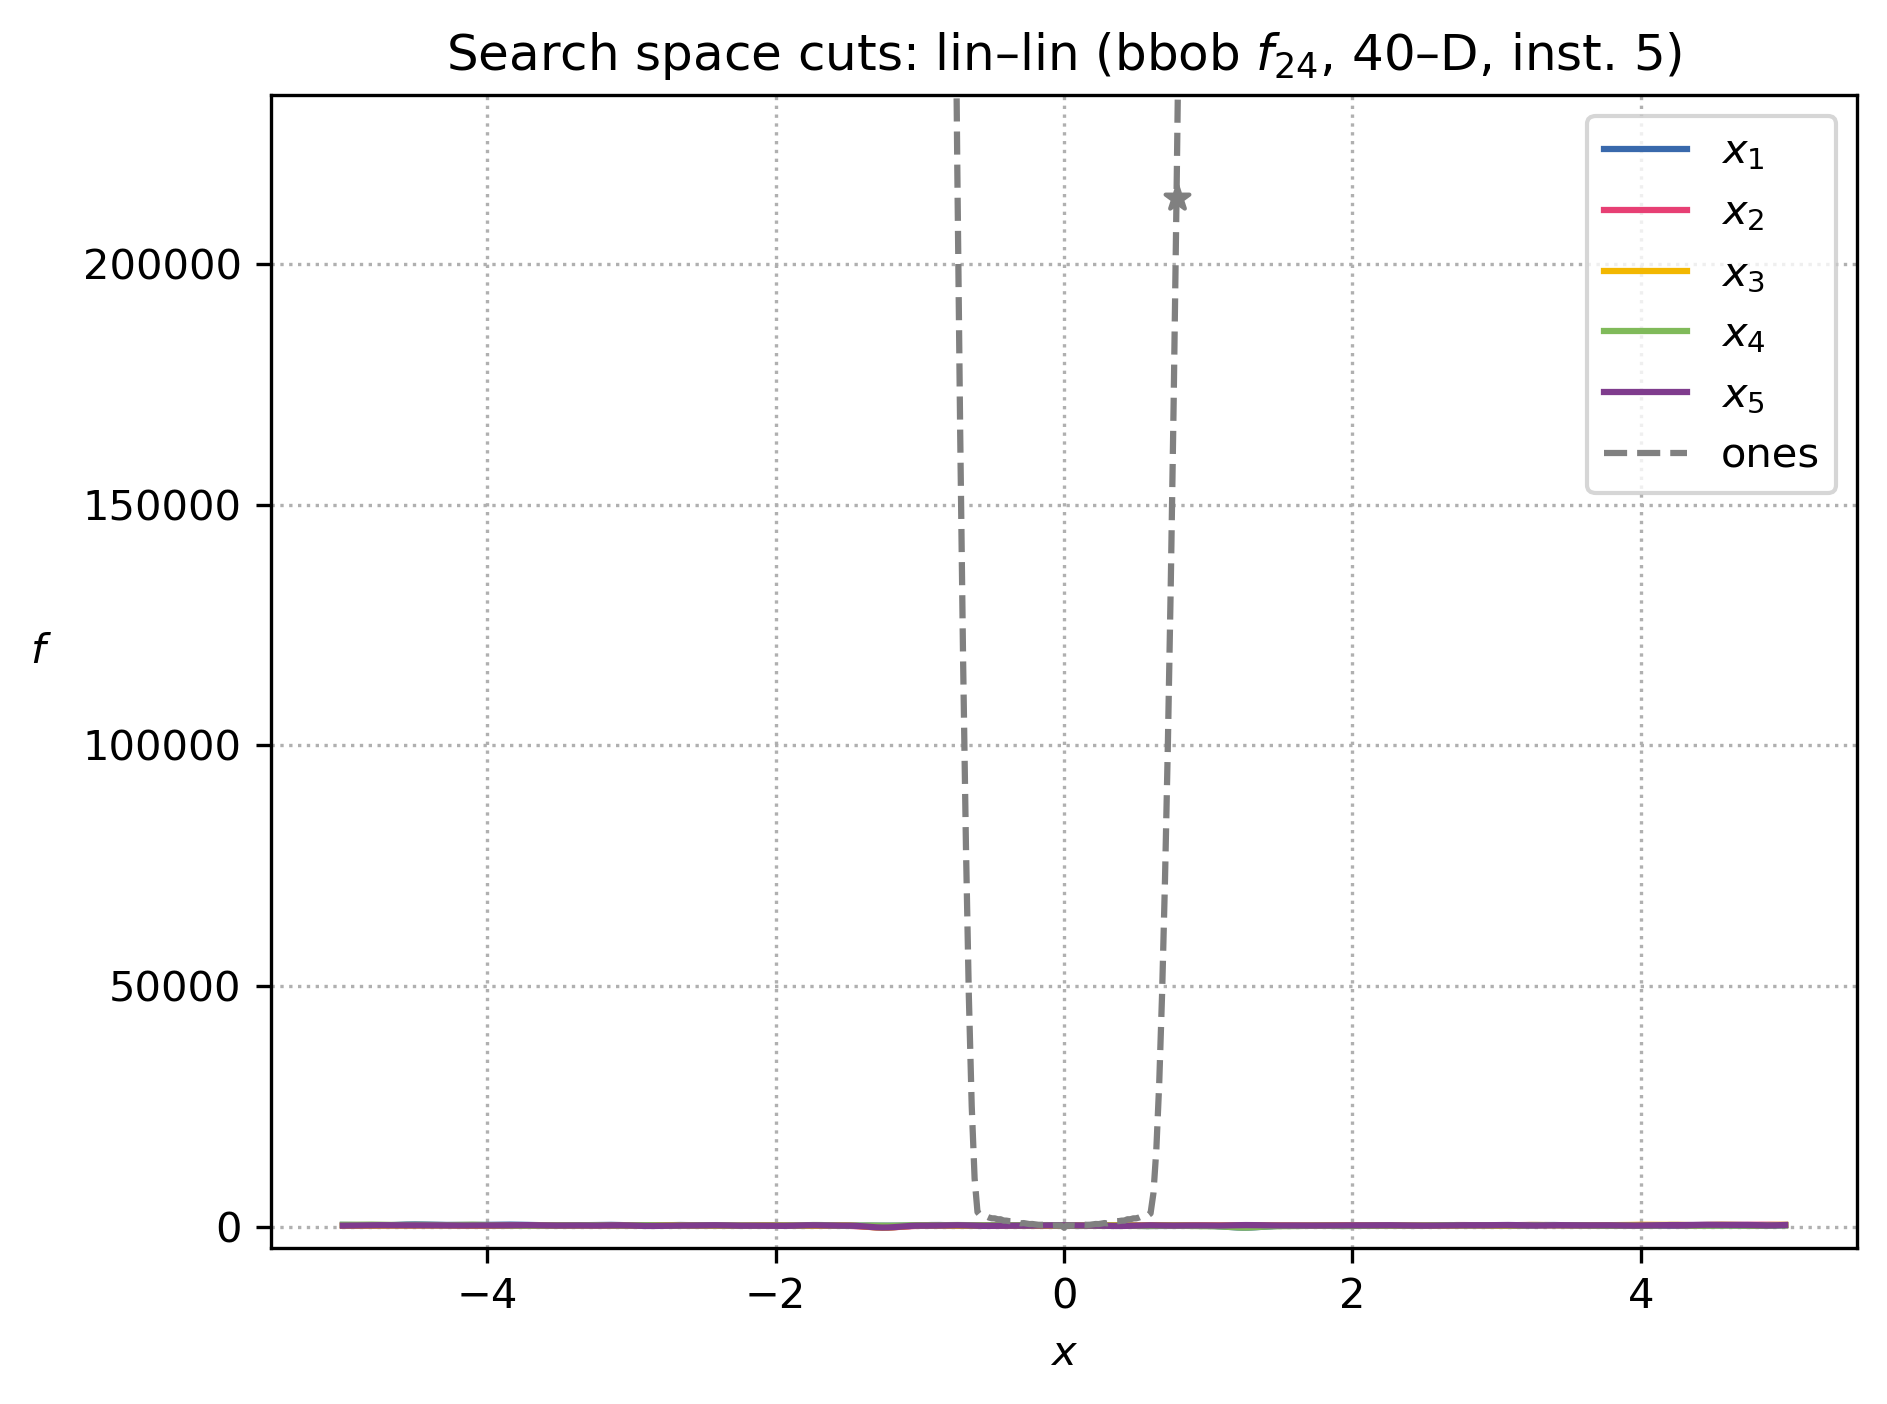 Search space cuts: lin–lin (bbob f₂₄, 40–D, inst. 5)
x₁
x₂
x₃
x₄
x₅
ones
200000
150000
100000
50000
0
f
−4 −2 0 2 4
x